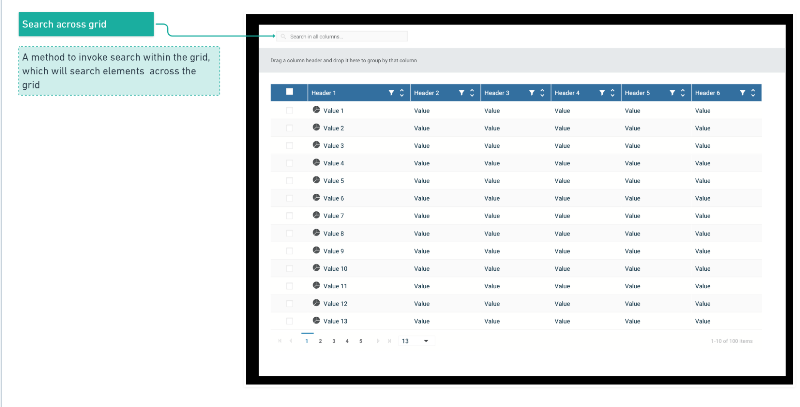 Search across grid
A method to invoke search within the grid,
which will search elements across the
grid
Search in all columns...
Drag a column header and drop it here to group by that column
Header 1 Header 2 Header 3 Header 4 Header 5 Header 6
Value 1 Value Value Value Value Value
Value 2 Value Value Value Value Value
Value 3 Value Value Value Value Value
Value 4 Value Value Value Value Value
Value 5 Value Value Value Value Value
Value 6 Value Value Value Value Value
Value 7 Value Value Value Value Value
Value 8 Value Value Value Value Value
Value 9 Value Value Value Value Value
Value 10 Value Value Value Value Value
Value 11 Value Value Value Value Value
Value 12 Value Value Value Value Value
Value 13 Value Value Value Value Value
1 2 3 4 5 13 1-10 of 100 items